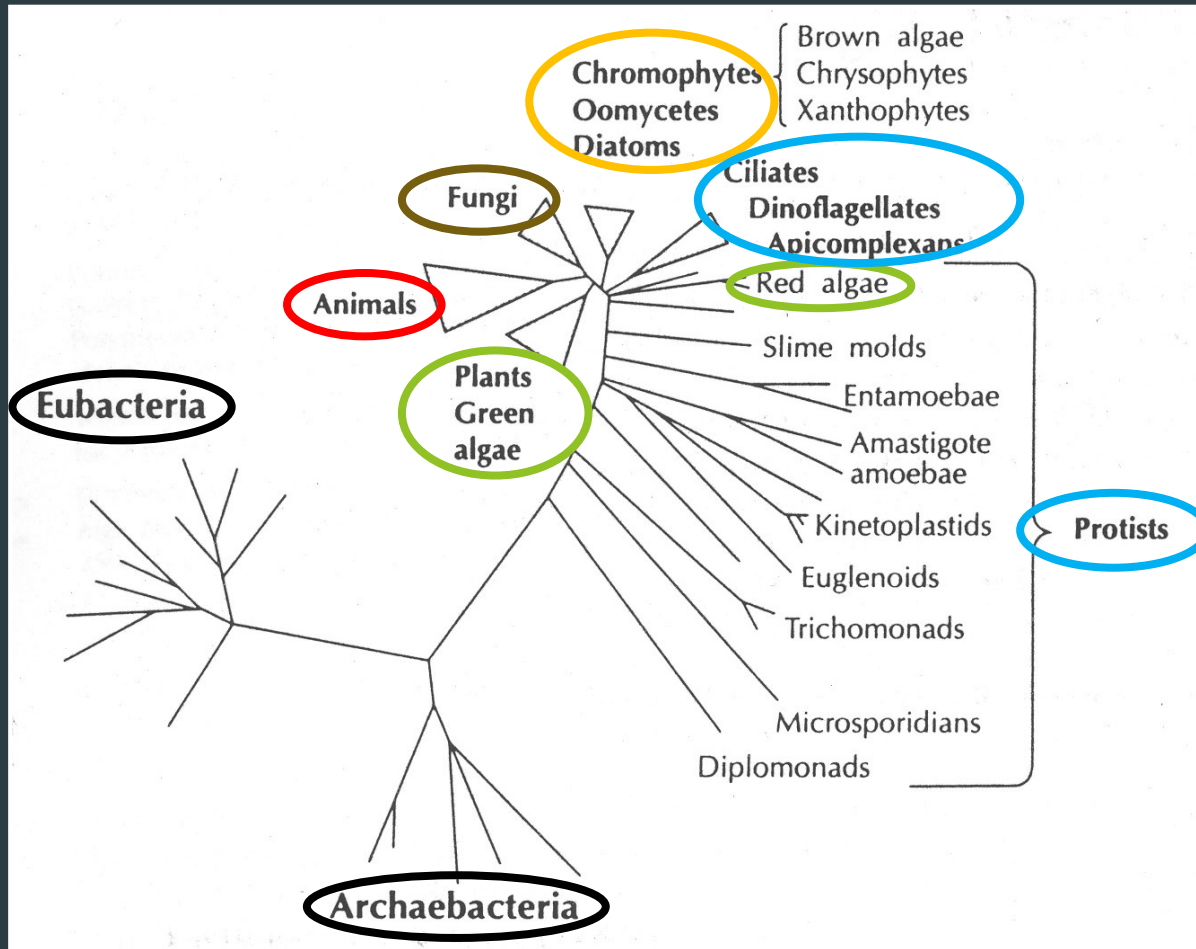 Brown algae
Chromophytes
Chrysophytes
Oomycetes
Xanthophytes
Diatoms
Ciliates
Dinoflagellates
Apicomplexans
Fungi
Red algae
Animals
Slime molds
Plants
Green
algae
Entamoebae
Eubacteria
Amastigote
amoebae
Kinetoplastids
Protists
Euglenoids
Trichomonads
Microsporidians
Diplomonads
Archaebacteria